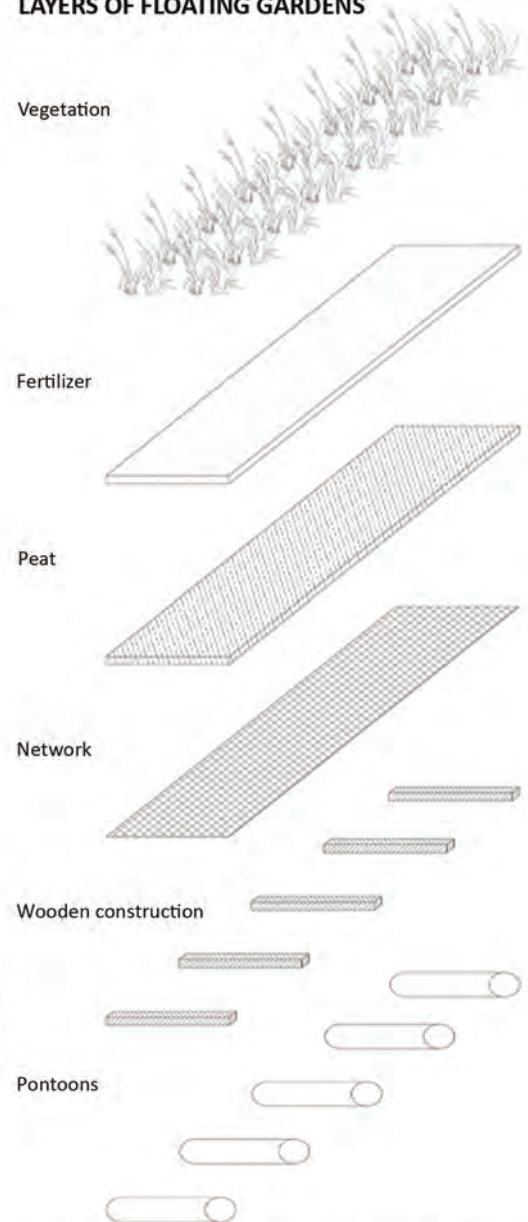 LAYERS OF FLOATING GARDENS
Vegetation
Fertilizer
Peat
Network
Wooden construction
Pontoons